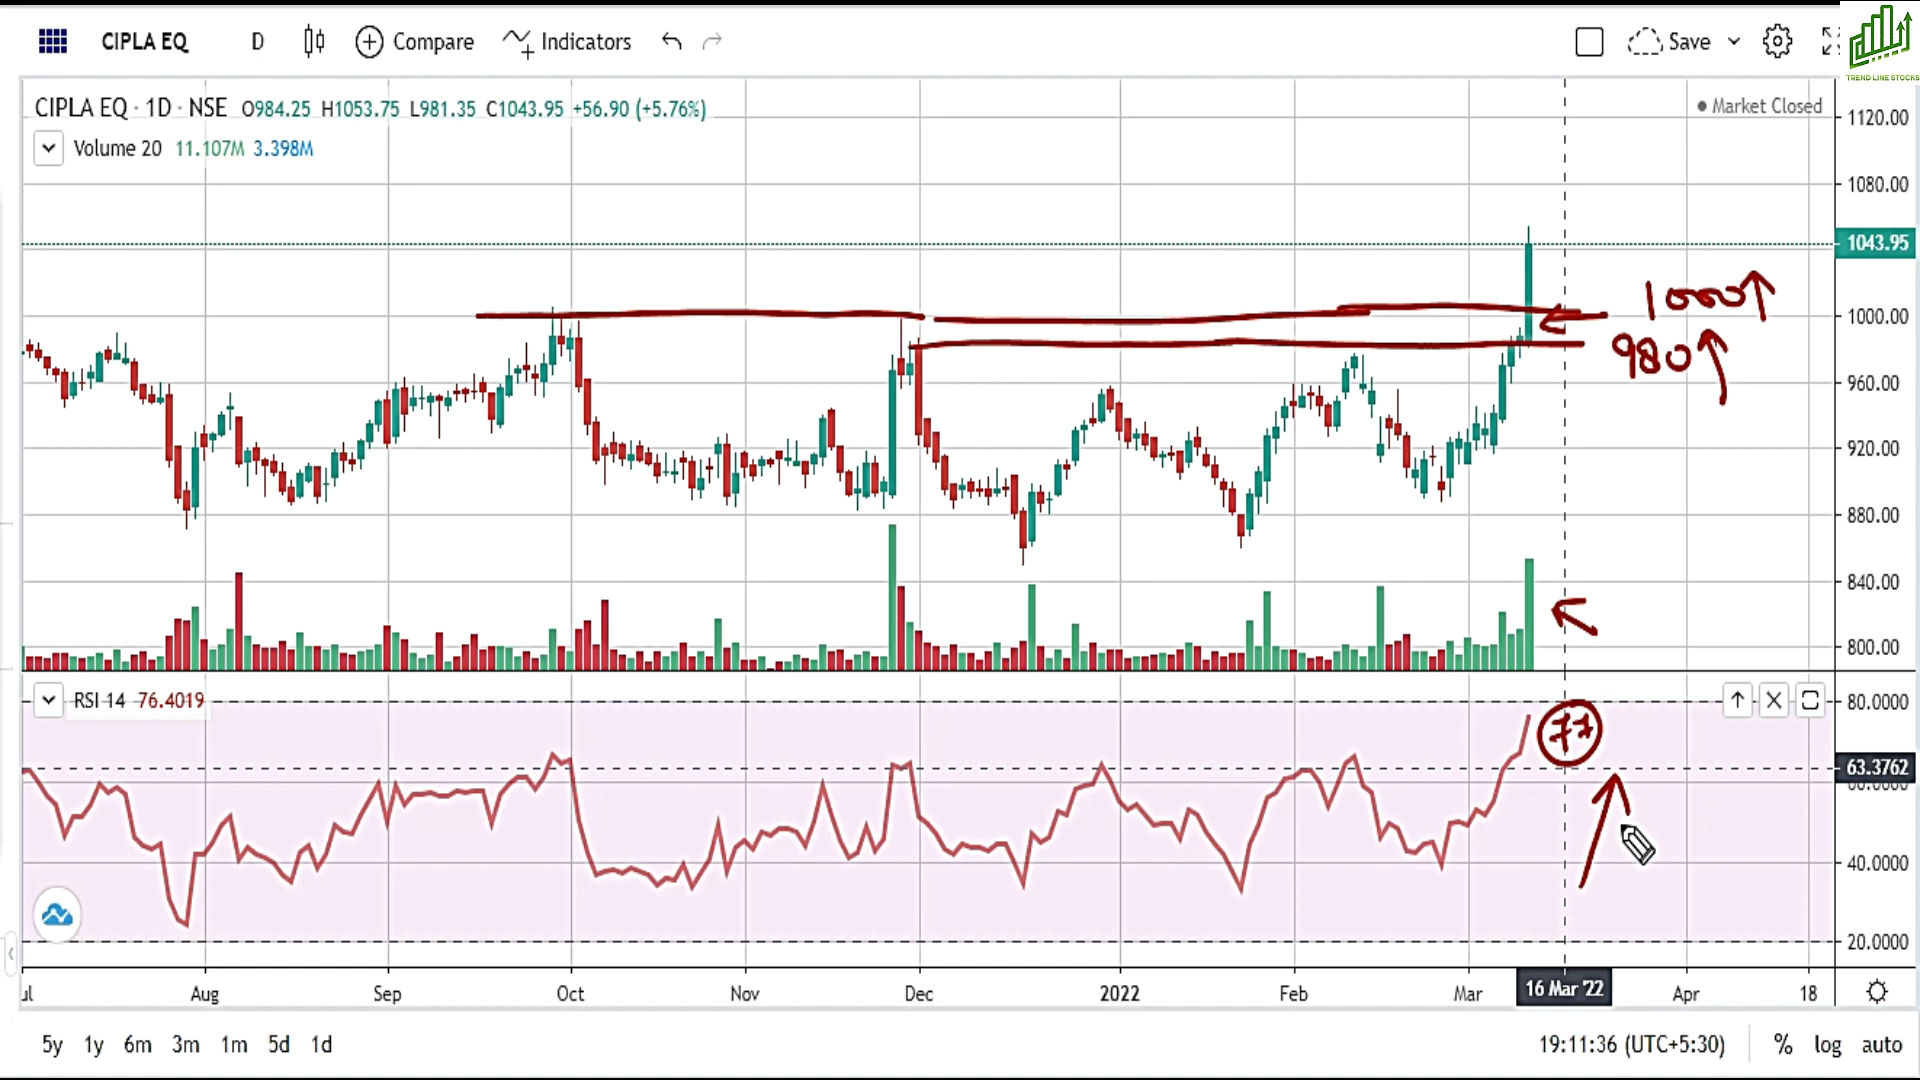 CIPLA EQ D Compare Indicators Save
TREND LINE STOCKS
CIPLA EQ · 1D · NSE O984.25 H1053.75 L981.35 C1043.95 +56.90 (+5.76%)
Market Closed
Volume 20 11.107M 3.398M
1120.00
1080.00
1043.95
1000
1000.00
980
960.00
920.00
880.00
840.00
800.00
RSI 14 76.4019
80.0000
77
63.3762
60.0000
40.0000
20.0000
ul Aug Sep Oct Nov Dec 2022 Feb Mar 16 Mar '22 Apr 18
5y 1y 6m 3m 1m 5d 1d 19:11:36 (UTC+5:30) % log auto